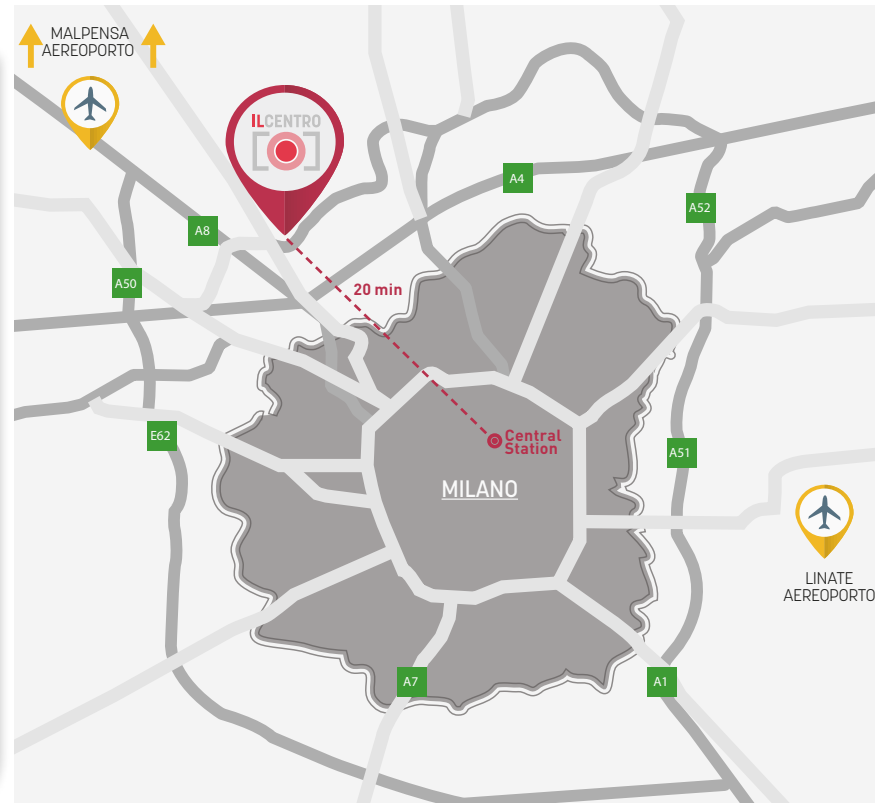 MALPENSA
AEREOPORTO
ILCENTRO
A4
A52
A8
A50
20 min
Central
Station
E62
A51
MILANO
LINATE
AEREOPORTO
A7
A1